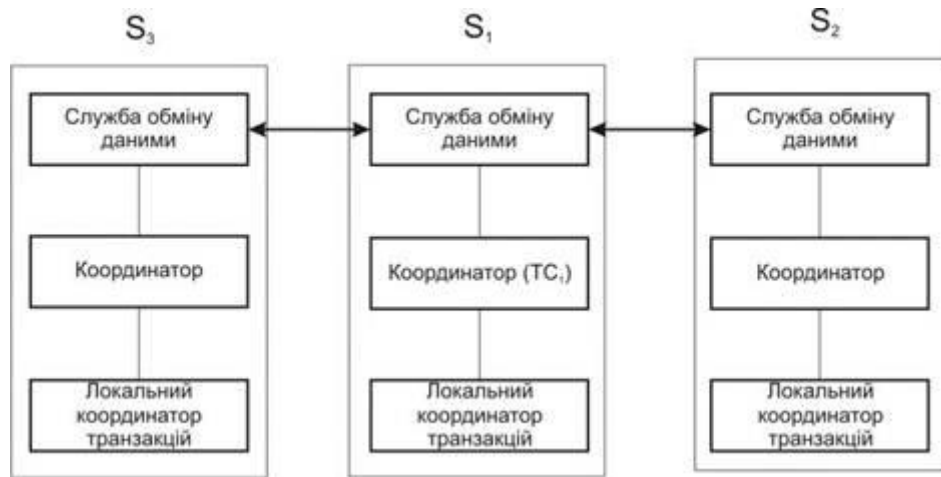 S₃
S₁
S₂
Служба обміну
даними
Служба обміну
даними
Служба обміну
даними
Координатор
Координатор (TC₁)
Координатор
Локальний
координатор
транзакцій
Локальний
координатор
транзакцій
Локальний
координатор
транзакцій